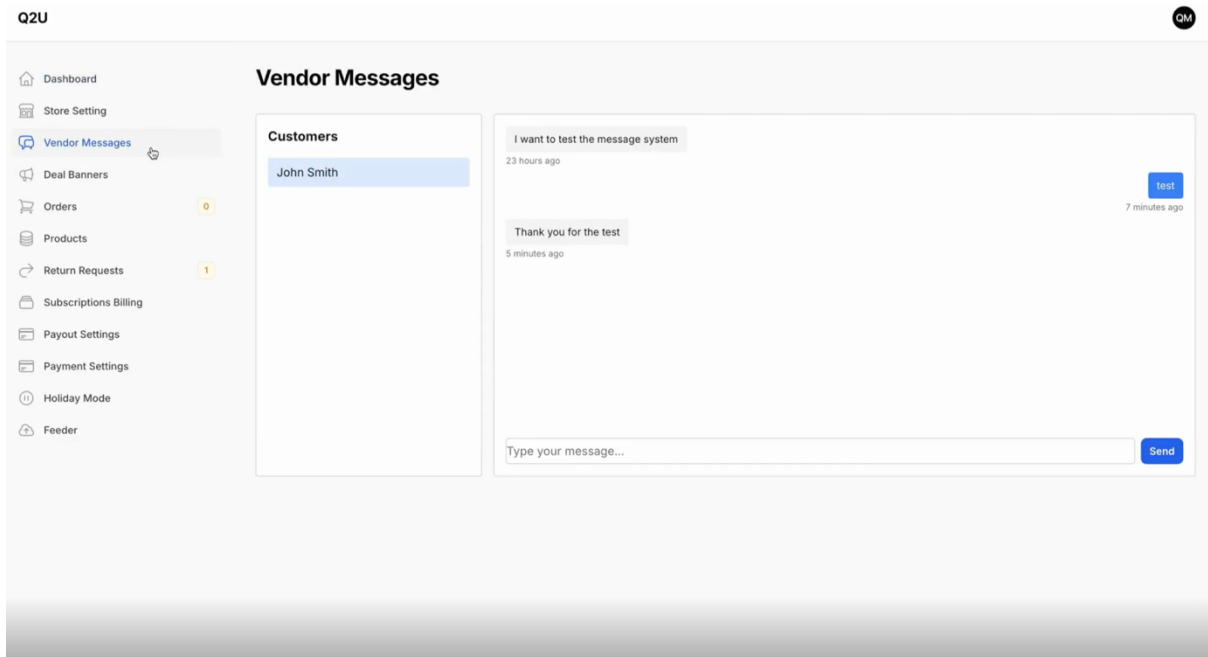 Q2U
QM
Dashboard
Store Setting
Vendor Messages
Deal Banners
Orders 0
Products
Return Requests 1
Subscriptions Billing
Payout Settings
Payment Settings
Holiday Mode
Feeder
Vendor Messages
Customers
John Smith
I want to test the message system
23 hours ago
test
7 minutes ago
Thank you for the test
5 minutes ago
Type your message...
Send